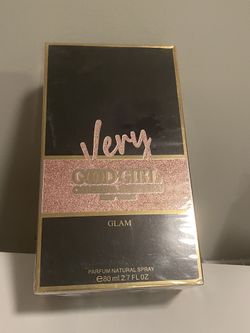 Very
GOOD GIRL
GLAM
PARFUM NATURAL SPRAY
℮80 ml 2.7 FL OZ